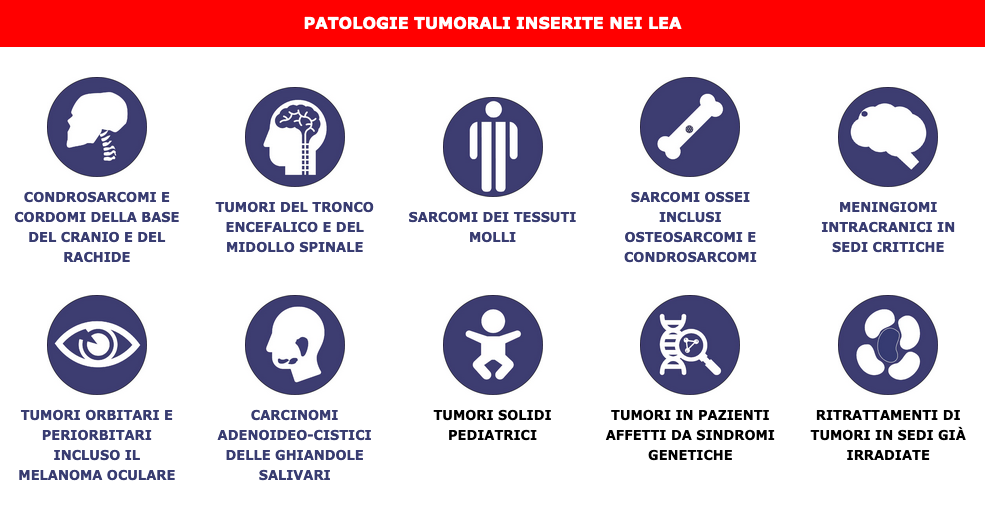 PATOLOGIE TUMORALI INSERITE NEI LEA
CONDROSARCOMI E
CORDOMI DELLA BASE
DEL CRANIO E DEL
RACHIDE
TUMORI DEL TRONCO
ENCEFALICO E DEL
MIDOLLO SPINALE
SARCOMI DEI TESSUTI
MOLLI
SARCOMI OSSEI
INCLUSI
OSTEOSARCOMI E
CONDROSARCOMI
MENINGIOMI
INTRACRANICI IN
SEDI CRITICHE
TUMORI ORBITARI E
PERIORBITARI
INCLUSO IL
MELANOMA OCULARE
CARCINOMI
ADENOIDEO-CISTICI
DELLE GHIANDOLE
SALIVARI
TUMORI SOLIDI
PEDIATRICI
TUMORI IN PAZIENTI
AFFETTI DA SINDROMI
GENETICHE
RITRATTAMENTI DI
TUMORI IN SEDI GIÀ
IRRADIATE